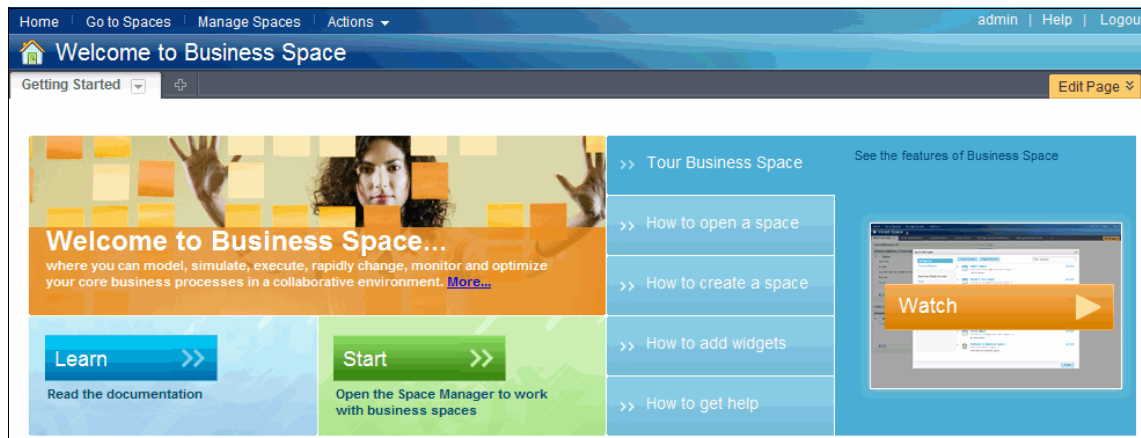 Home Go to Spaces Manage Spaces Actions
admin | Help | Logou
Welcome to Business Space
Getting Started
Edit Page
Welcome to Business Space...
where you can model, simulate, execute, rapidly change, monitor and optimize
your core business processes in a collaborative environment. More...
Learn
Read the documentation
Start
Open the Space Manager to work
with business spaces
Tour Business Space
How to open a space
How to create a space
How to add widgets
How to get help
See the features of Business Space
Watch